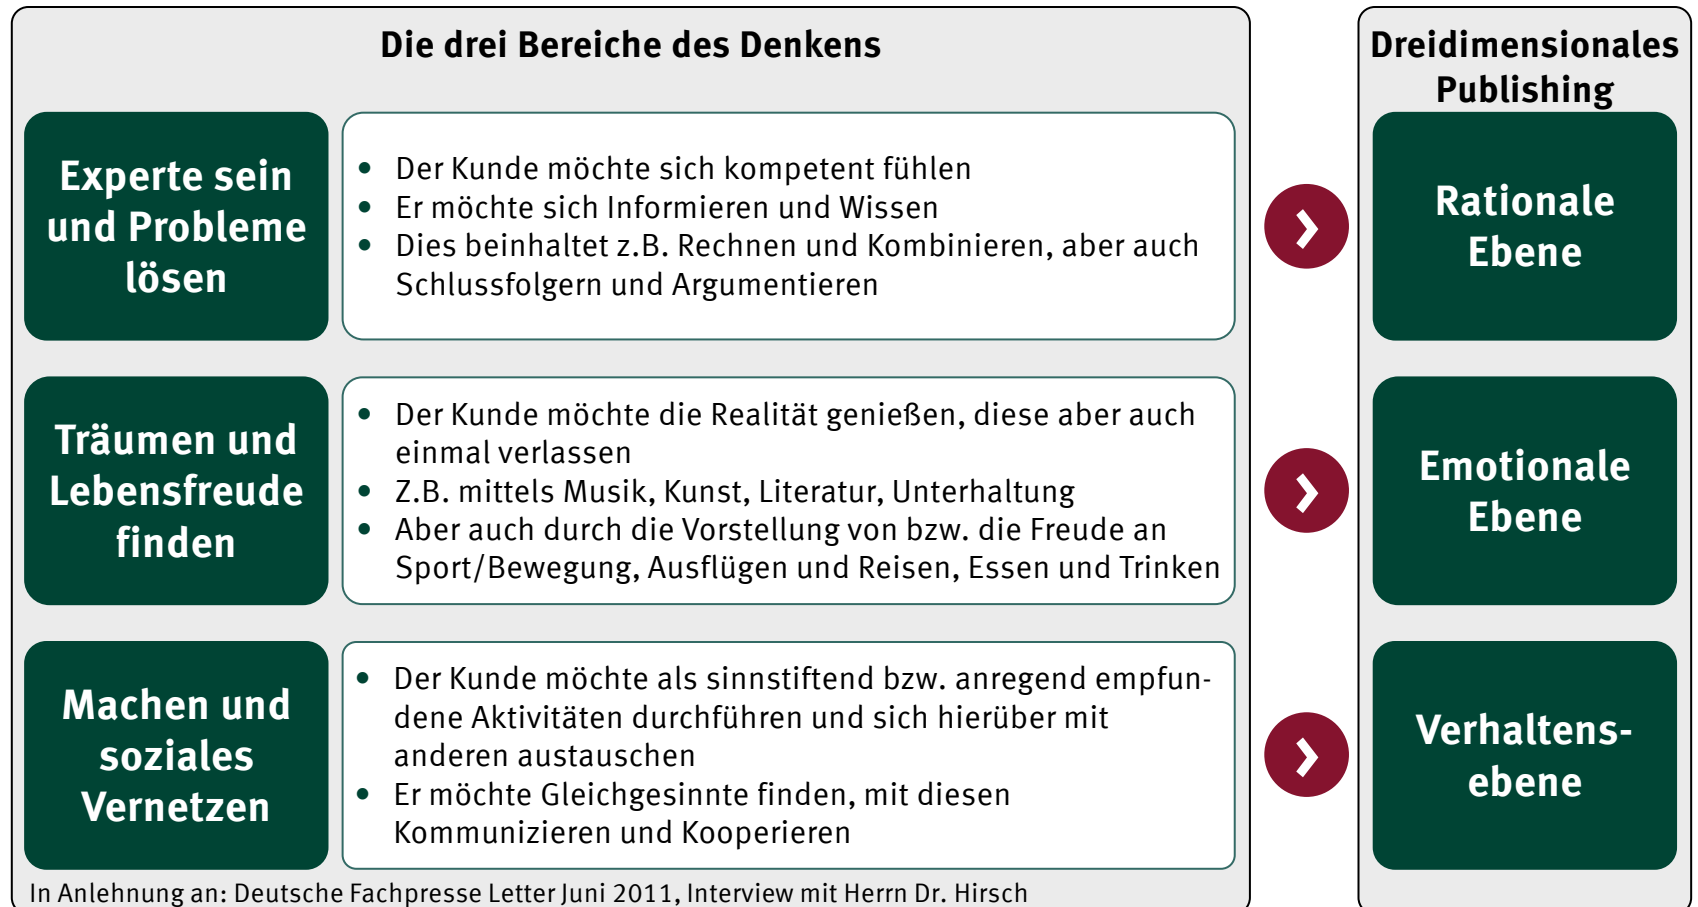 Die drei Bereiche des Denkens
Dreidimensionales
Publishing
Experte sein
und Probleme
lösen
• Der Kunde möchte sich kompetent fühlen
• Er möchte sich Informieren und Wissen
• Dies beinhaltet z.B. Rechnen und Kombinieren, aber auch
Schlussfolgern und Argumentieren
Rationale
Ebene
Träumen und
Lebensfreude
finden
• Der Kunde möchte die Realität genießen, diese aber auch
einmal verlassen
• Z.B. mittels Musik, Kunst, Literatur, Unterhaltung
• Aber auch durch die Vorstellung von bzw. die Freude an
Sport/Bewegung, Ausflügen und Reisen, Essen und Trinken
Emotionale
Ebene
Machen und
soziales
Vernetzen
• Der Kunde möchte als sinnstiftend bzw. anregend empfun-
dene Aktivitäten durchführen und sich hierüber mit
anderen austauschen
• Er möchte Gleichgesinnte finden, mit diesen
Kommunizieren und Kooperieren
Verhaltens-
ebene
In Anlehnung an: Deutsche Fachpresse Letter Juni 2011, Interview mit Herrn Dr. Hirsch